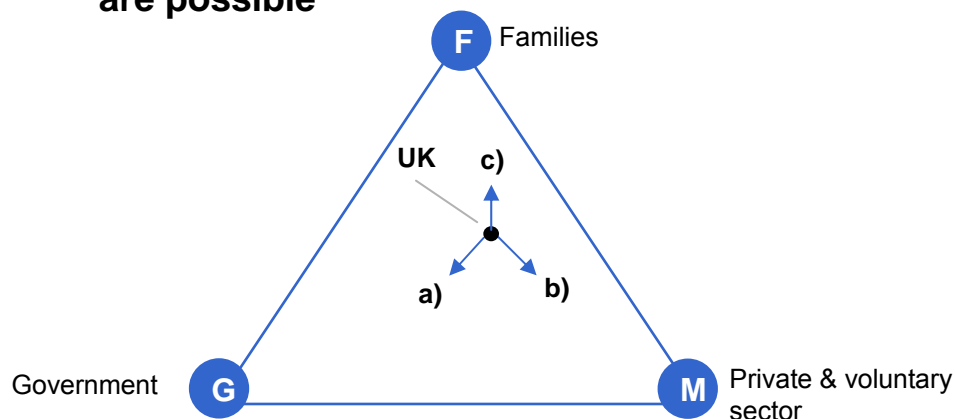 are possible
F
Families
UK
c)
a)
b)
Government
G
M
Private & voluntary
sector